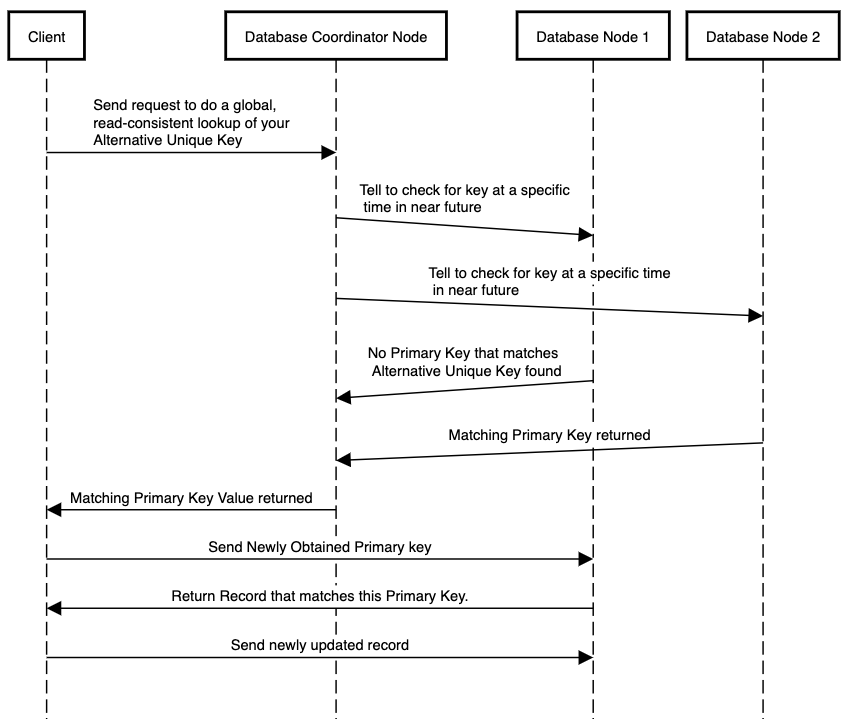 Client
Database Coordinator Node
Database Node 1
Database Node 2
Send request to do a global,
read-consistent lookup of your
Alternative Unique Key
Tell to check for key at a specific
time in near future
Tell to check for key at a specific time
in near future
No Primary Key that matches
Alternative Unique Key found
Matching Primary Key returned
Matching Primary Key Value returned
Send Newly Obtained Primary key
Return Record that matches this Primary Key.
Send newly updated record